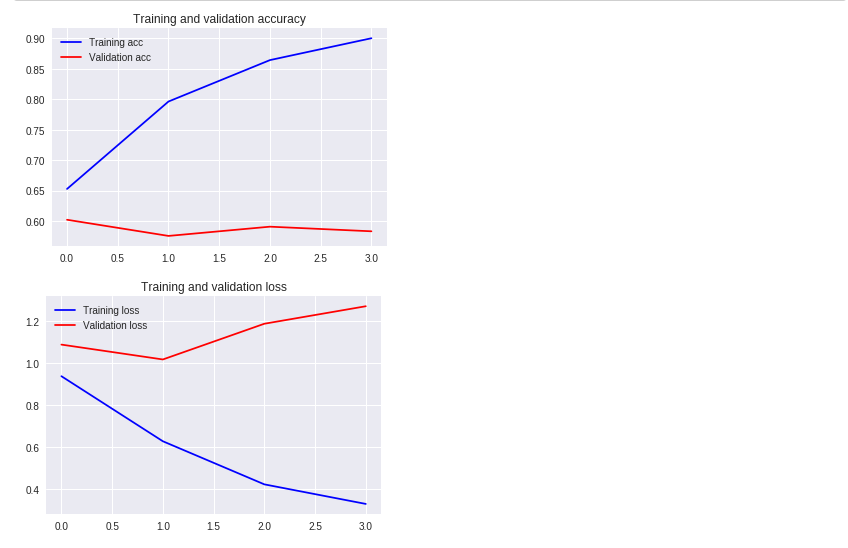 Training and validation accuracy
Training acc
Validation acc
0.90
0.85
0.80
0.75
0.70
0.65
0.60
0.0 0.5 1.0 1.5 2.0 2.5 3.0
Training and validation loss
Training loss
Validation loss
1.2
1.0
0.8
0.6
0.4
0.0 0.5 1.0 1.5 2.0 2.5 3.0